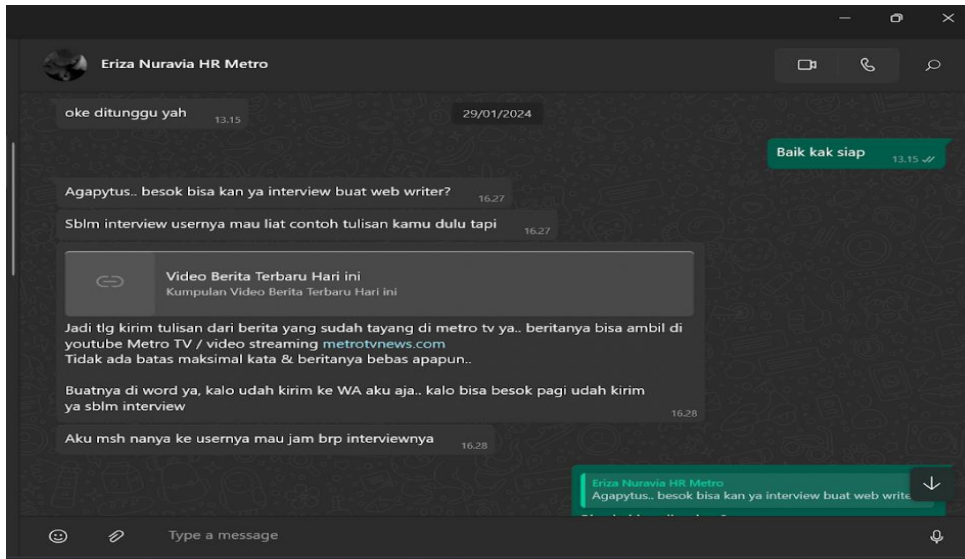 Eriza Nuravia HR Metro
oke ditunggu yah 13.15
29/01/2024
Baik kak siap 13.15
Agapytus.. besok bisa kan ya interview buat web writer? 16.27
Sblm interview usernya mau liat contoh tulisan kamu dulu tapi 16.27
Video Berita Terbaru Hari ini
Kumpulan Video Berita Terbaru Hari ini
Jadi tlg kirim tulisan dari berita yang sudah tayang di metro tv ya.. beritanya bisa ambil di
youtube Metro TV / video streaming metrotvnews.com
Tidak ada batas maksimal kata & beritanya bebas apapun..
Buatnya di word ya, kalo udah kirim ke WA aku aja.. kalo bisa besok pagi udah kirim
ya sblm interview
16.28
Aku msh nanya ke usernya mau jam brp interviewnya 16.28
Eriza Nuravia HR Metro
Agapytus.. besok bisa kan ya interview buat web write
Type a message